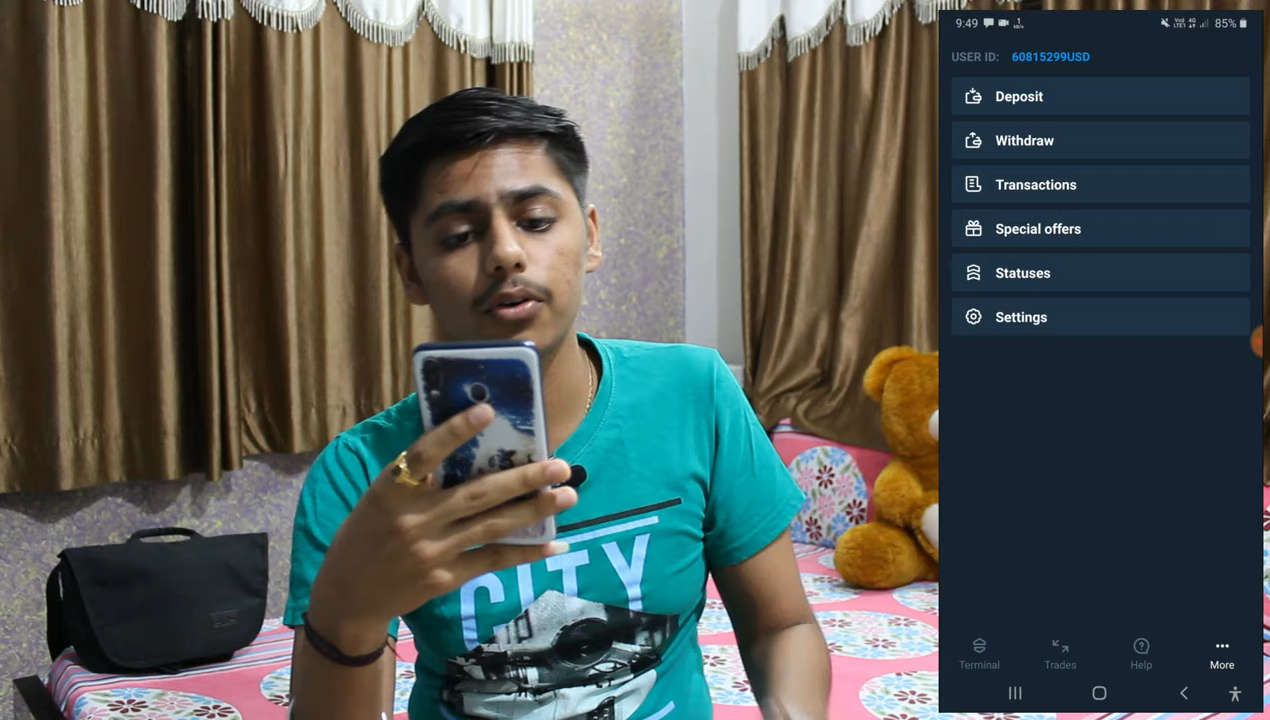 9:49
85%
USER ID: 60815299USD
Deposit
Withdraw
Transactions
Special offers
Statuses
Settings
Terminal
Trades
Help
More
CITY